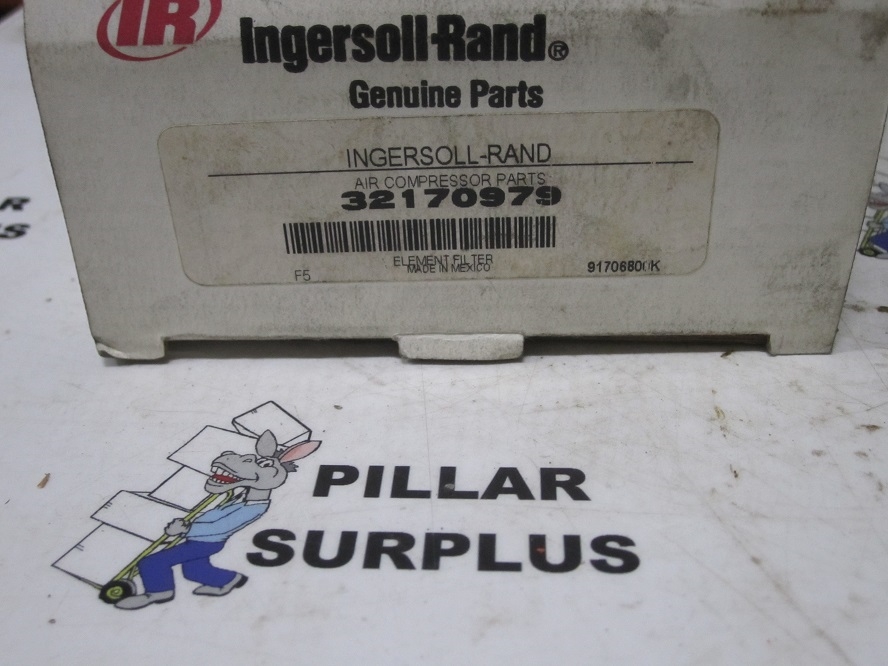 IR
Ingersoll-Rand®
Genuine Parts
INGERSOLL-RAND
AIR COMPRESSOR PARTS
32170979
ELEMENT FILTER
MADE IN MEXICO
F5
PILLAR
SURPLUS